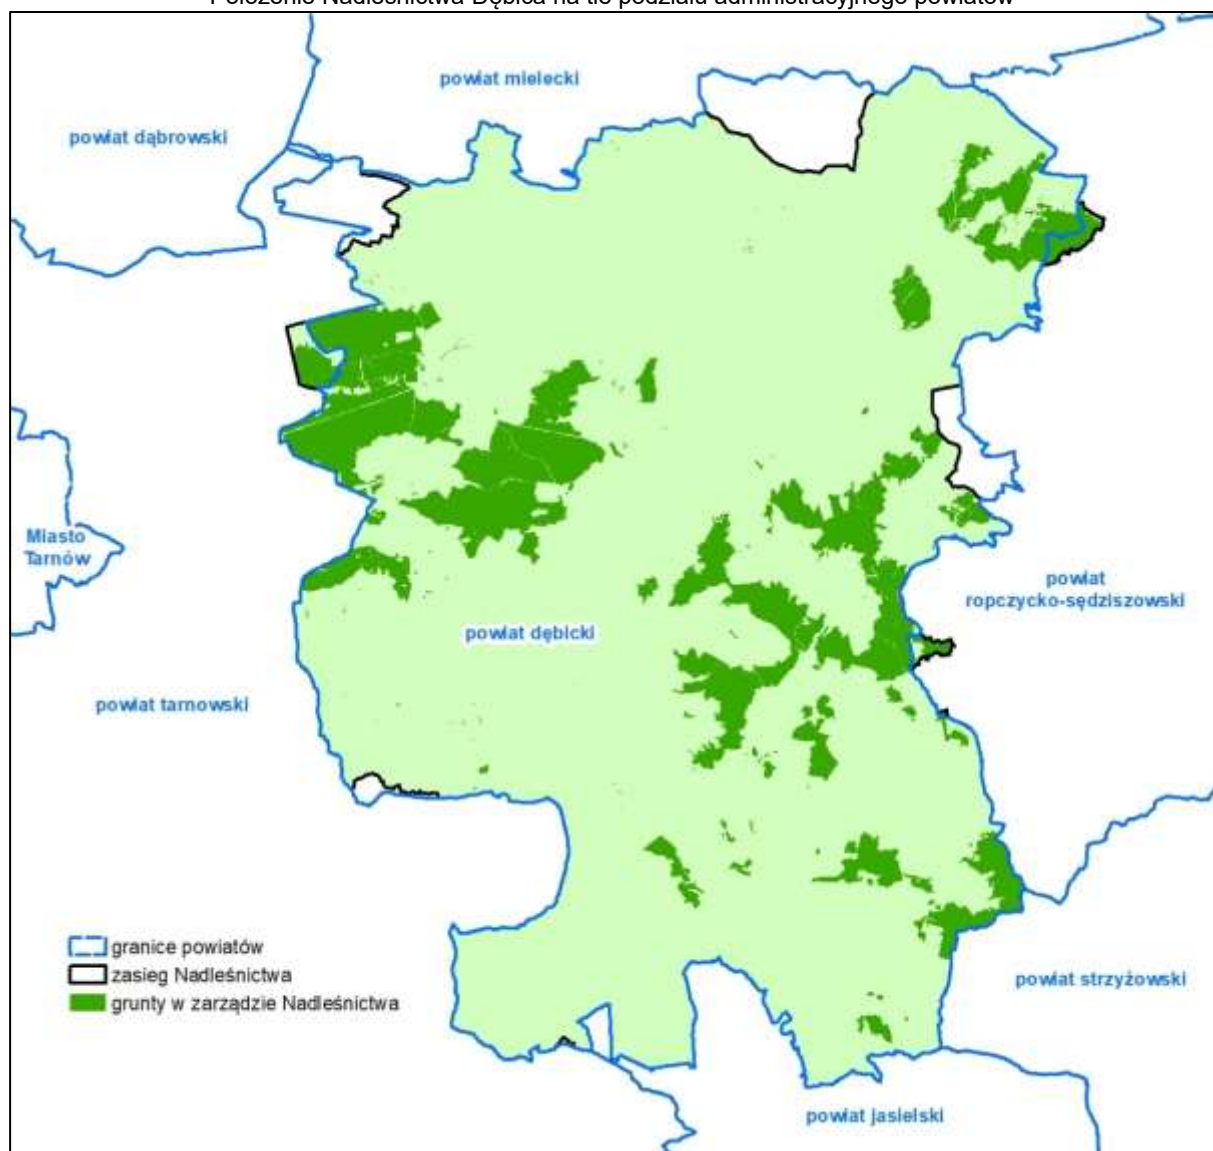 Położenie Nadleśnictwa Dębica na tle podziału administracyjnego powiatów
powiat mielecki
powiat dąbrowski
Miasto
Tarnów
powiat
ropczycko-sędziszowski
powiat dębicki
powiat tarnowski
granice powiatów
zasięg Nadleśnictwa
grunty w zarządzie Nadleśnictwa
powiat strzyżowski
powiat jasielski